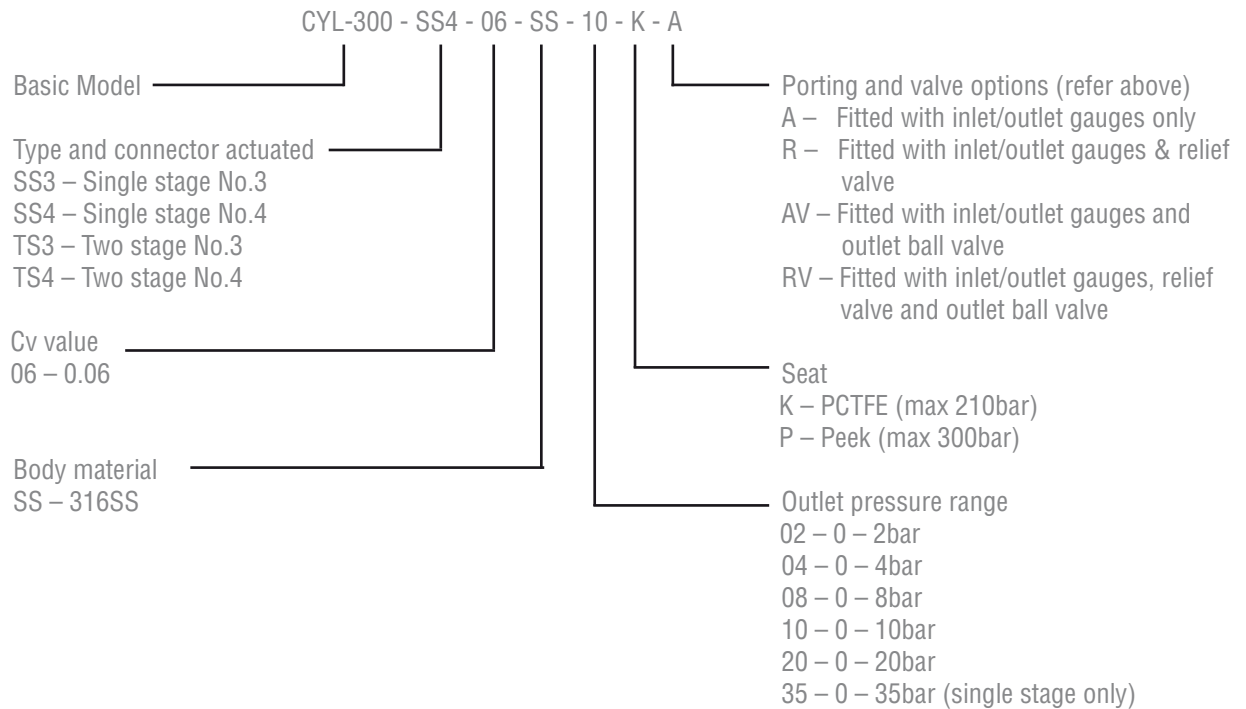 CYL-300 - SS4 - 06 - SS - 10 - K - A
Basic Model
Type and connector actuated
SS3 – Single stage No.3
SS4 – Single stage No.4
TS3 – Two stage No.3
TS4 – Two stage No.4
Cv value
06 – 0.06
Body material
SS – 316SS
Porting and valve options (refer above)
A – Fitted with inlet/outlet gauges only
R – Fitted with inlet/outlet gauges & relief
valve
AV – Fitted with inlet/outlet gauges and
outlet ball valve
RV – Fitted with inlet/outlet gauges, relief
valve and outlet ball valve
Seat
K – PCTFE (max 210bar)
P – Peek (max 300bar)
Outlet pressure range
02 – 0 – 2bar
04 – 0 – 4bar
08 – 0 – 8bar
10 – 0 – 10bar
20 – 0 – 20bar
35 – 0 – 35bar (single stage only)